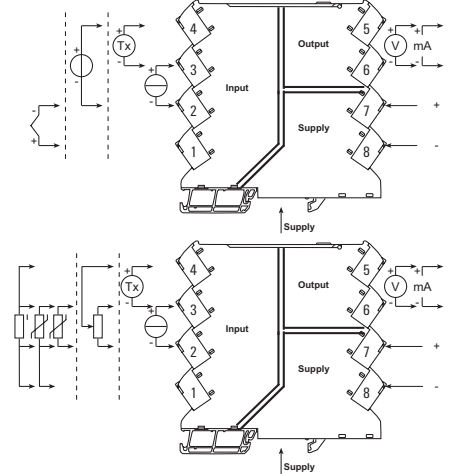 4 5
+ + Tx + V + mA
Output
- - - -
3 6
+
Input
- 2 7 +
Supply
-
+ 1 8 -
Supply
4 5
+ Tx + V + mA
Output
- - -
3 6
+
Input
- 2 7 +
Supply
1 8 -
Supply